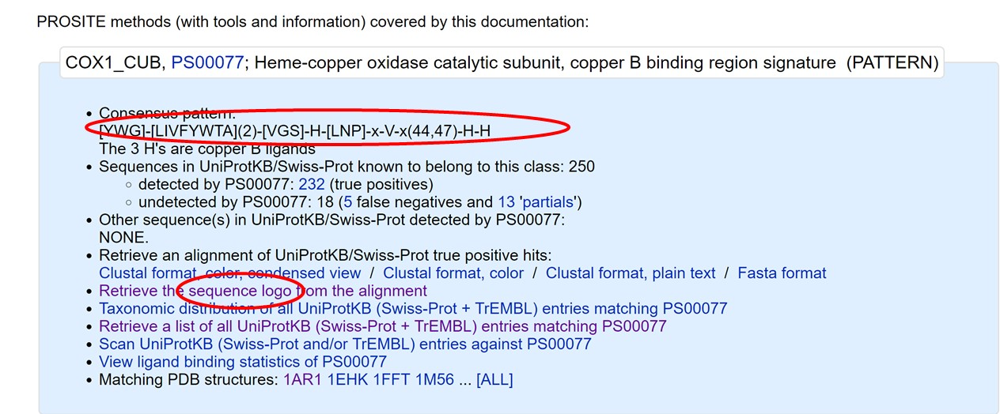 PROSITE methods (with tools and information) covered by this documentation:
COX1_CUB, PS00077; Heme-copper oxidase catalytic subunit, copper B binding region signature (PATTERN)
• Consensus pattern:
[YWG]-[LIVFYWTA](2)-[VGS]-H-[LNP]-x-V-x(44,47)-H-H
The 3 H's are copper B ligands
• Sequences in UniProtKB/Swiss-Prot known to belong to this class: 250
◦ detected by PS00077: 232 (true positives)
◦ undetected by PS00077: 18 (5 false negatives and 13 'partials')
• Other sequence(s) in UniProtKB/Swiss-Prot detected by PS00077:
NONE.
• Retrieve an alignment of UniProtKB/Swiss-Prot true positive hits:
Clustal format, color, condensed view / Clustal format, color / Clustal format, plain text / Fasta format
• Retrieve the sequence logo from the alignment
• Taxonomic distribution of all UniProtKB (Swiss-Prot + TrEMBL) entries matching PS00077
• Retrieve a list of all UniProtKB (Swiss-Prot + TrEMBL) entries matching PS00077
• Scan UniProtKB (Swiss-Prot and/or TrEMBL) entries against PS00077
• View ligand binding statistics of PS00077
• Matching PDB structures: 1AR1 1EHK 1FFT 1M56 ... [ALL]